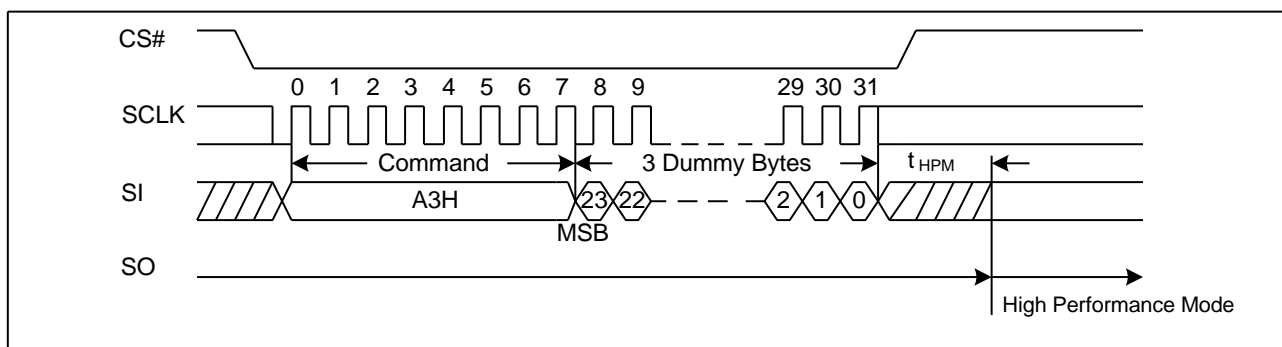 CS#
0 1 2 3 4 5 6 7 8 9 29 30 31
SCLK
Command 3 Dummy Bytes tHPM
SI A3H 23 22 2 1 0
MSB
SO
High Performance Mode